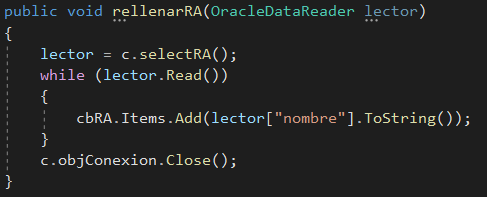 public void rellenarRA(OracleDataReader lector)
{
    lector = c.selectRA();
    while (lector.Read())
    {
        cbRA.Items.Add(lector["nombre"].ToString());
    }
    c.objConexion.Close();
}